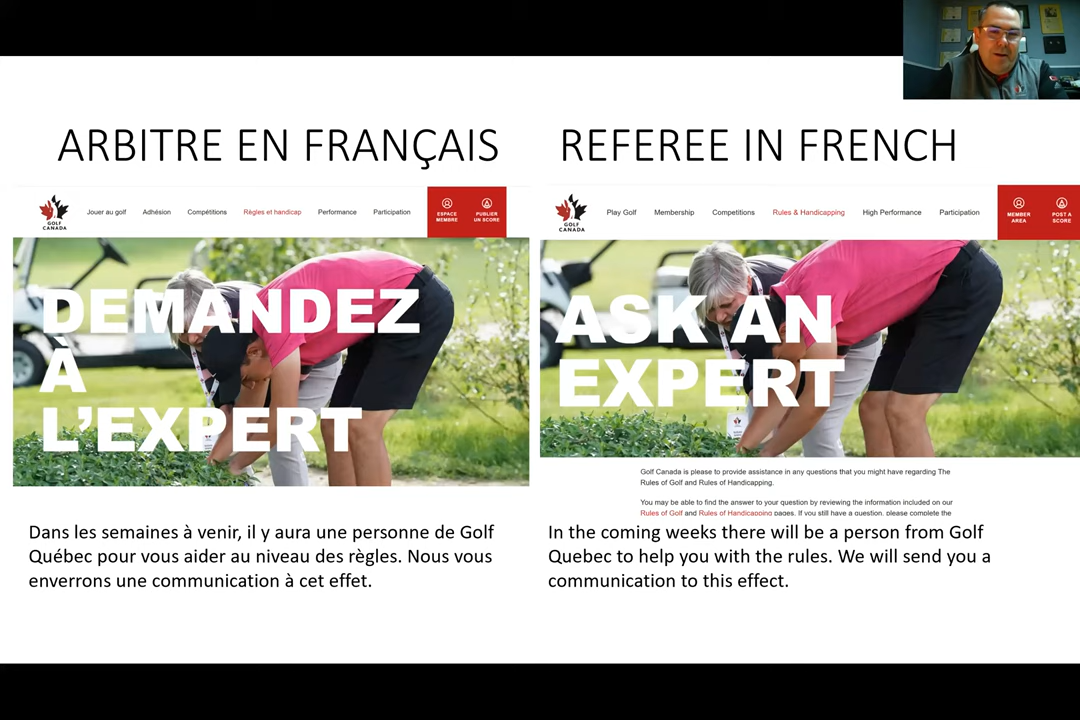 ARBITRE EN FRANÇAIS
REFEREE IN FRENCH
GOLF
CANADA
Jouer au golf
Adhésion
Compétitions
Règles et handicap
Performance
Participation
ESPACE
MEMBRE
PUBLIER
UN SCORE
DEMANDEZ
À
L'EXPERT
Dans les semaines à venir, il y aura une personne de Golf
Québec pour vous aider au niveau des règles. Nous vous
enverrons une communication à cet effet.
GOLF
CANADA
Play Golf
Membership
Competitions
Rules & Handicapping
High Performance
Participation
MEMBER
AREA
POST A
SCORE
ASK AN
EXPERT
Golf Canada is please to provide assistance in any questions that you might have regarding The
Rules of Golf and Rules of Handicapping.
You may be able to find the answer to your question by reviewing the information included on our
Rules of Golf and Rules of Handicapping pages. If you still have a question, please complete the
In the coming weeks there will be a person from Golf
Quebec to help you with the rules. We will send you a
communication to this effect.